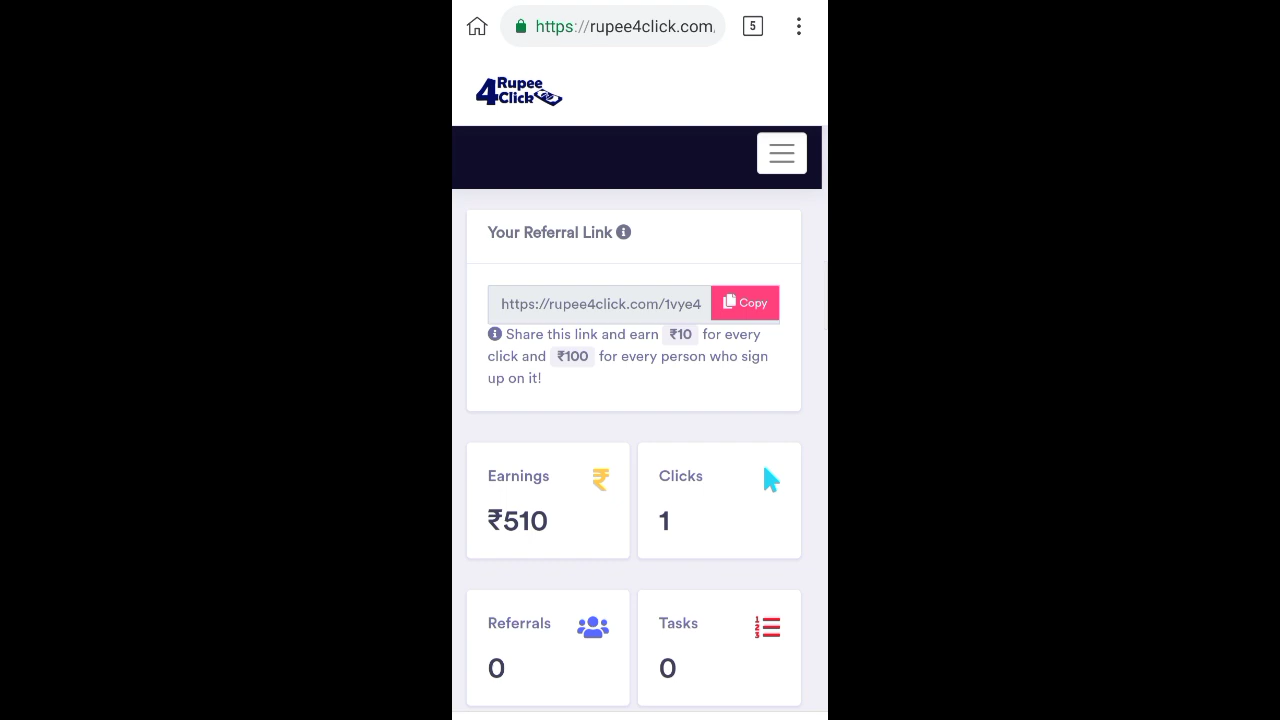 https://rupee4click.com/
5
4 Rupee
Click
Your Referral Link
https://rupee4click.com/1vye4
Copy
Share this link and earn ₹10 for every
click and ₹100 for every person who sign
up on it!
Earnings
₹510
Clicks
1
Referrals
0
Tasks
0